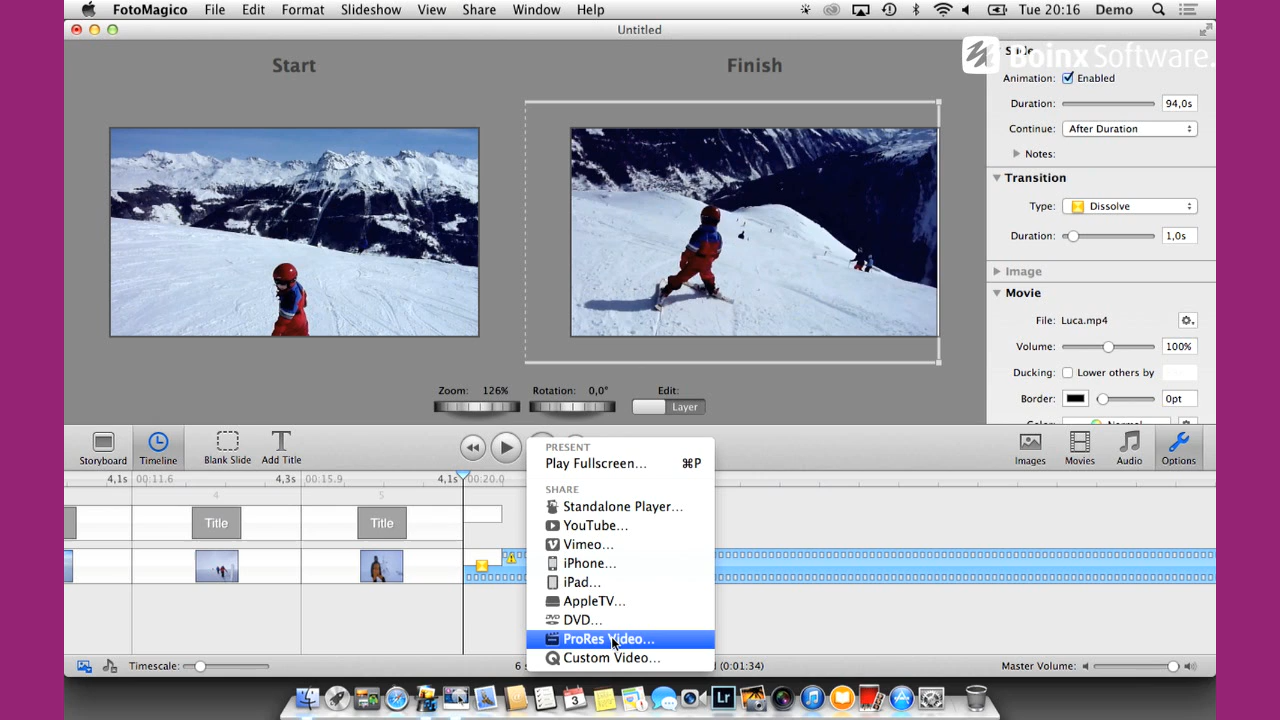 FotoMagico File Edit Format Slideshow View Share Window Help Tue 20:16 Demo
Untitled
Boinx Software.
Start Finish
Animation: Enabled
Duration: 94,0s
Continue: After Duration
Notes:
Transition
Type: Dissolve
Duration: 1,0s
Image
Movie
File: Luca.mp4
Volume: 100%
Ducking: Lower others by
Border: 0pt
Zoom: 126% Rotation: 0,0° Edit:
Layer
Storyboard Timeline Blank Slide Add Title Images Movies Audio Options
PRESENT
Play Fullscreen... ⌘P
SHARE
Standalone Player...
YouTube...
Vimeo...
iPhone...
iPad...
AppleTV...
DVD...
ProRes Video...
Custom Video...
4,1s 00:11.6 4,3s 00:15.9 4,1s 00:20.0
4 5
Title Title
Timescale: 6 (0:01:34) Master Volume:
3
Lr